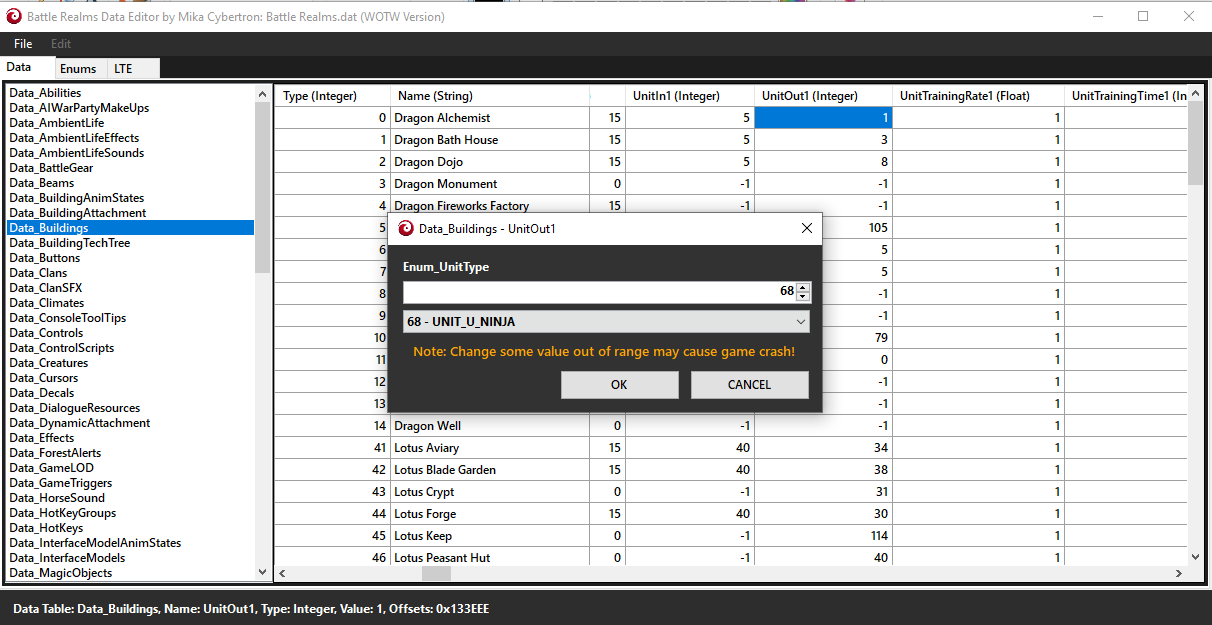 Battle Realms Data Editor by Mika Cybertron: Battle Realms.dat (WOTW Version)
File Edit
Data Enums LTE
Data_Abilities
Data_AIWarPartyMakeUps
Data_AmbientLife
Data_AmbientLifeEffects
Data_AmbientLifeSounds
Data_BattleGear
Data_Beams
Data_BuildingAnimStates
Data_BuildingAttachment
Data_Buildings
Data_BuildingTechTree
Data_Buttons
Data_Clans
Data_ClanSFX
Data_Climates
Data_ConsoleToolTips
Data_Controls
Data_ControlScripts
Data_Creatures
Data_Cursors
Data_Decals
Data_DialogueResources
Data_DynamicAttachment
Data_Effects
Data_ForestAlerts
Data_GameLOD
Data_GameTriggers
Data_HorseSound
Data_HotKeyGroups
Data_HotKeys
Data_InterfaceModelAnimStates
Data_InterfaceModels
Data_MagicObjects
Type (Integer) Name (String) UnitIn1 (Integer) UnitOut1 (Integer) UnitTrainingRate1 (Float) UnitTrainingTime1 (In
0 Dragon Alchemist 15 5 1 1
1 Dragon Bath House 15 5 3 1
2 Dragon Dojo 15 5 8 1
3 Dragon Monument 0 -1 -1 1
4 Dragon Fireworks Factory 15 -1 -1 1
5 105 1
6 5 1
7 5 1
8 -1 1
9 -1 1
10 79 1
11 0 1
12 -1 1
13 -1 1
14 Dragon Well 0 -1 -1 1
41 Lotus Aviary 15 40 34 1
42 Lotus Blade Garden 15 40 38 1
43 Lotus Crypt 0 -1 31 1
44 Lotus Forge 15 40 30 1
45 Lotus Keep 0 -1 114 1
46 Lotus Peasant Hut 0 -1 40 1
Data_Buildings - UnitOut1
Enum_UnitType
68
68 - UNIT_U_NINJA
Note: Change some value out of range may cause game crash!
OK CANCEL
Data Table: Data_Buildings, Name: UnitOut1, Type: Integer, Value: 1, Offsets: 0x133EEE